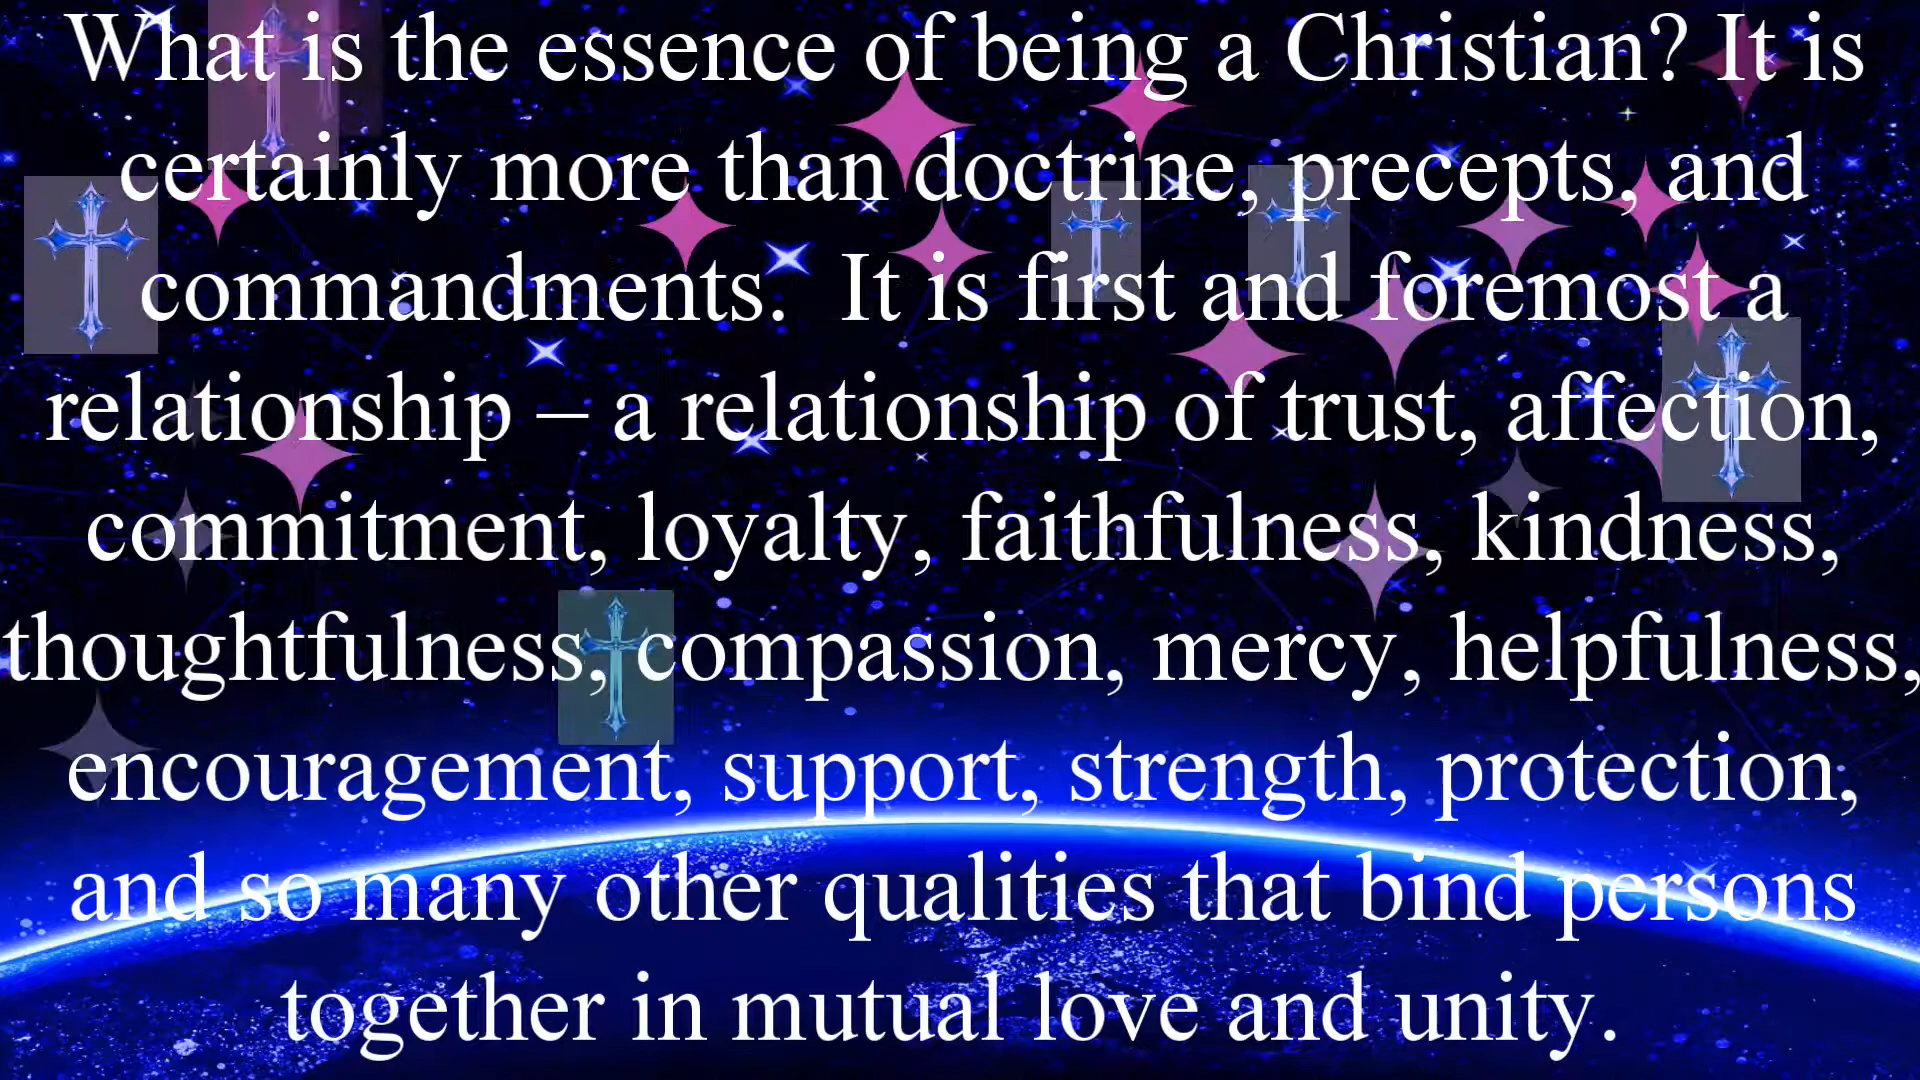 What is the essence of being a Christian? It is
certainly more than doctrine, precepts, and
commandments.  It is first and foremost a
relationship – a relationship of trust, affection,
commitment, loyalty, faithfulness, kindness,
thoughtfulness, compassion, mercy, helpfulness,
encouragement, support, strength, protection,
and so many other qualities that bind persons
together in mutual love and unity.